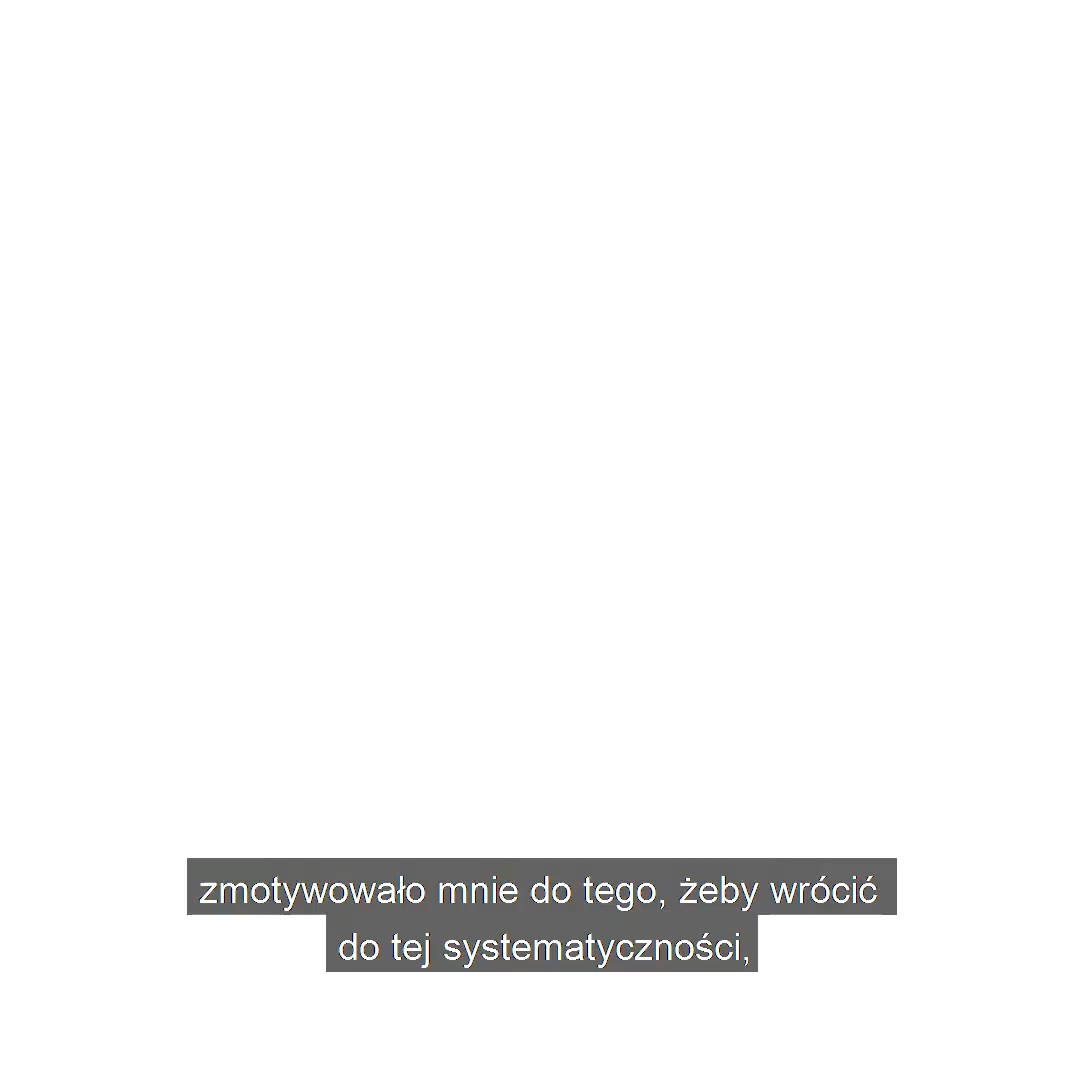 zmotywowało mnie do tego, żeby wrócić
do tej systematyczności,